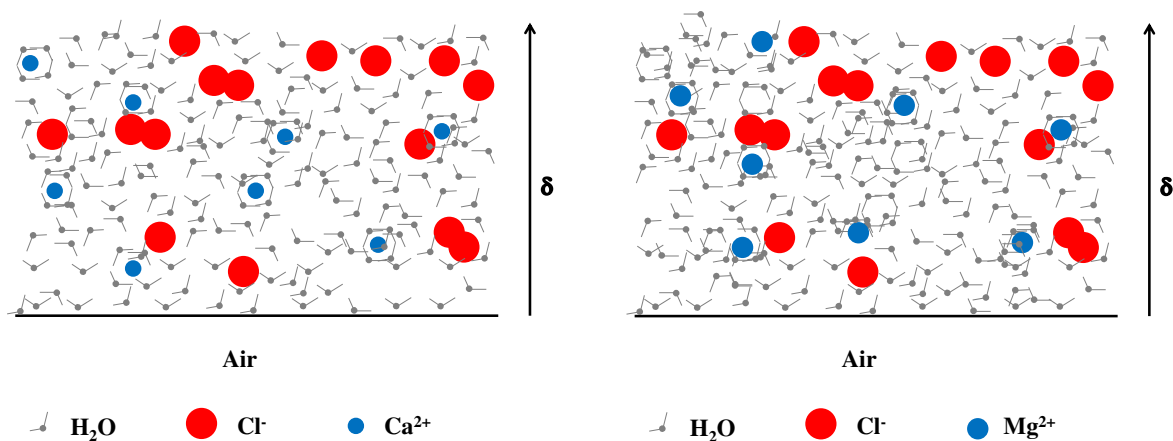 δ
δ
Air
Air
H₂O Cl⁻ Ca²⁺
H₂O Cl⁻ Mg²⁺